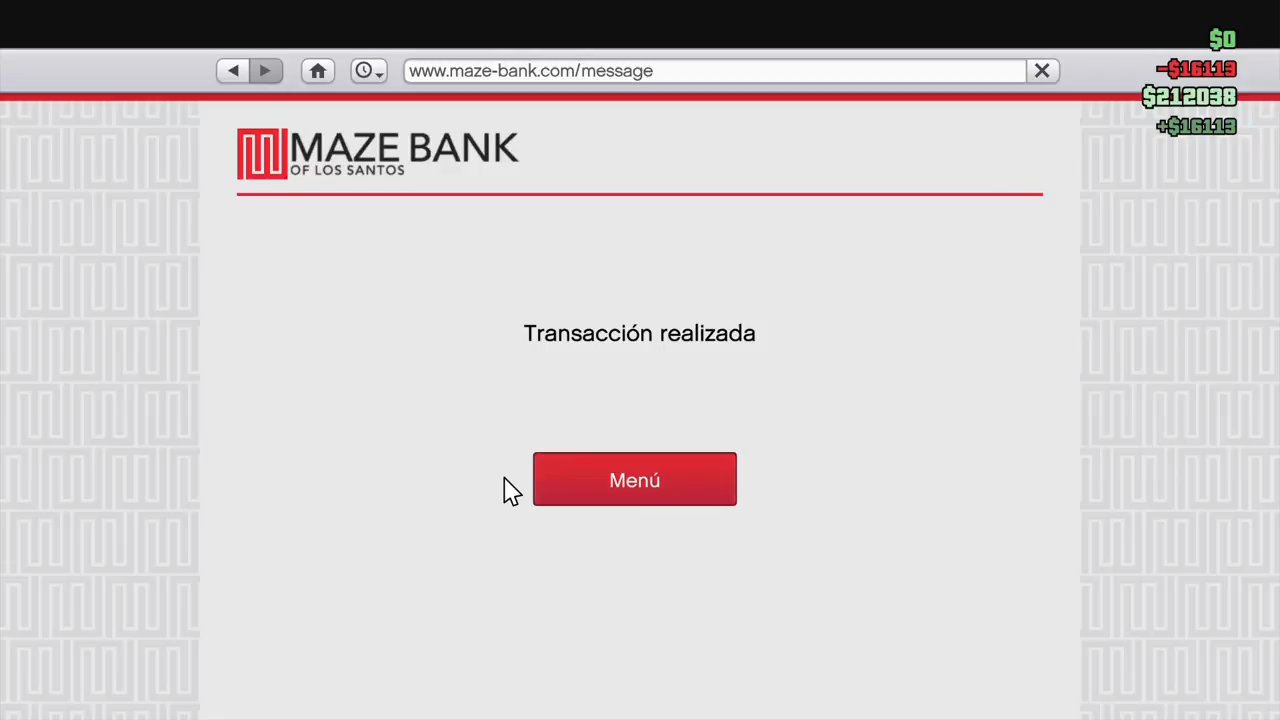 $0
www.maze-bank.com/message
-$16113
$212038
+$16113
MAZE BANK
OF LOS SANTOS
Transacción realizada
Menú